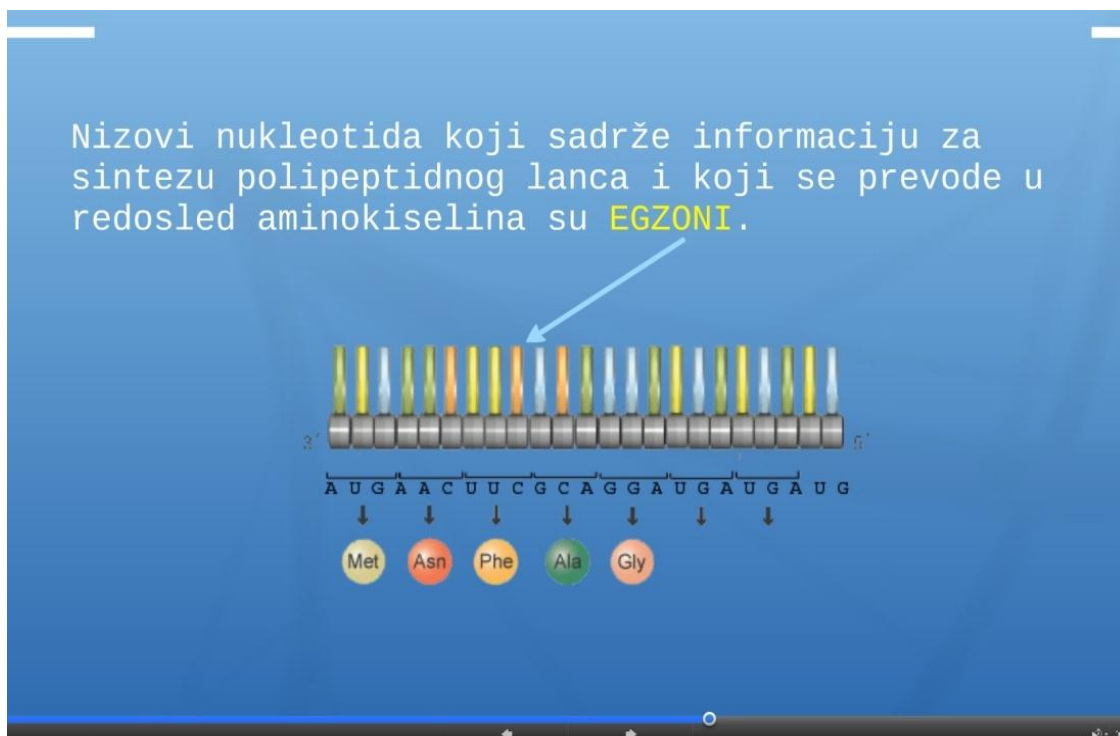 Nizovi nukleotida koji sadrže informaciju za
sintezu polipeptidnog lanca i koji se prevode u
redosled aminokiselina su EGZONI.
3´ 5´
A U G A A C U U C G C A G G A U G A U G A U G
Met Asn Phe Ala Gly